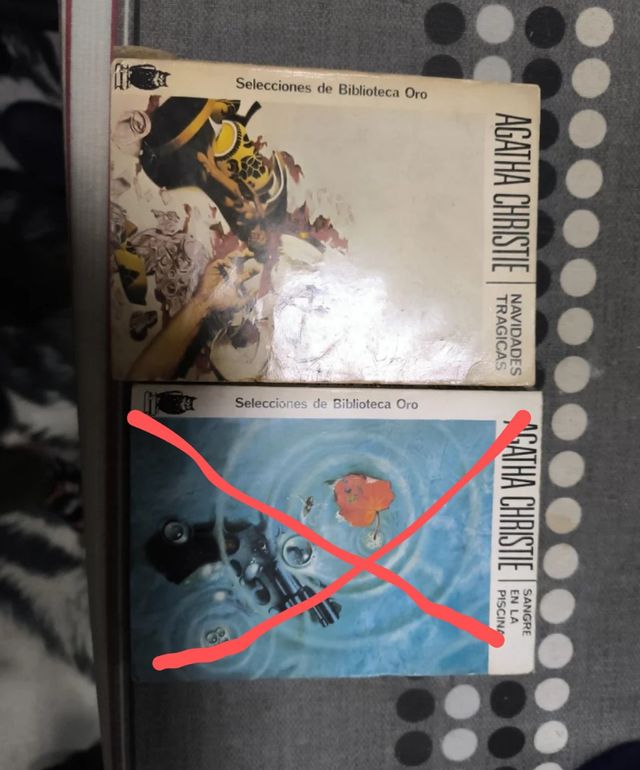 Selecciones de Biblioteca Oro
AGATHA CHRISTIE
NAVIDADES
TRAGICAS
Selecciones de Biblioteca Oro
AGATHA CHRISTIE
SANGRE
EN LA
PISCINA